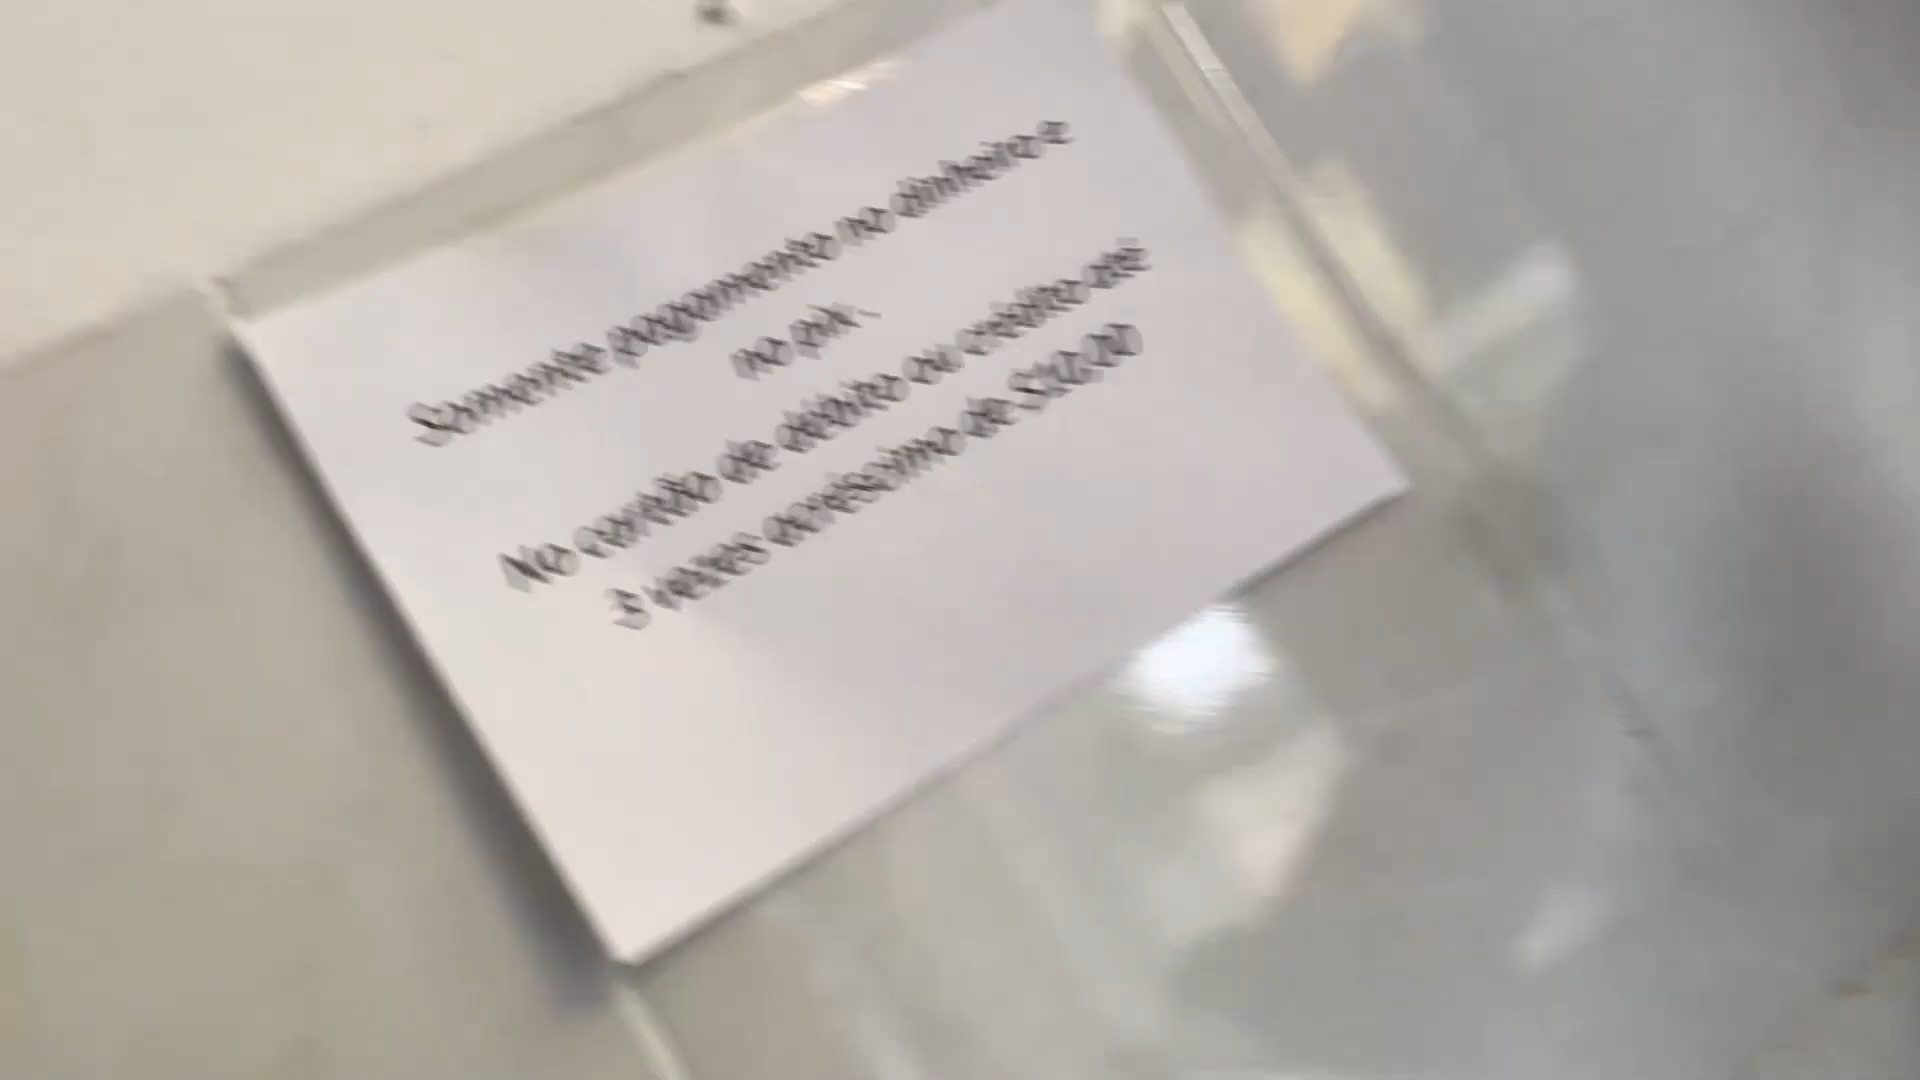 Somente pagamento no dinheiro e
no pix.
No cartão de débito ou crédito até
3 vezes acréscimo de